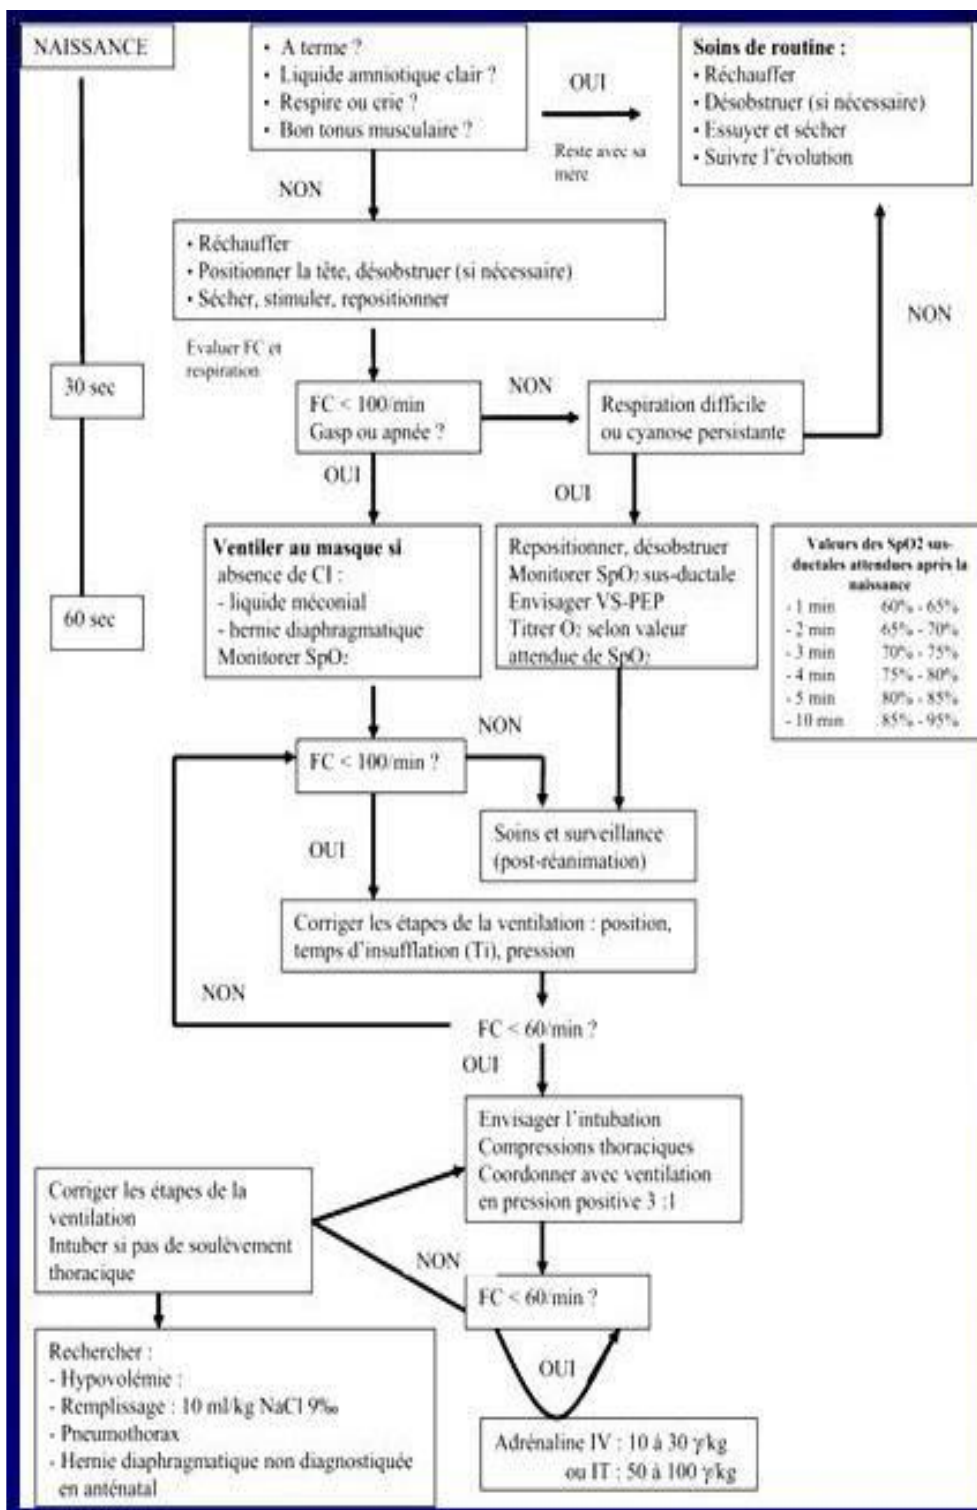 NAISSANCE
• A terme ?
• Liquide amniotique clair ?
• Respire ou crie ?
• Bon tonus musculaire ?
OUI
Reste avec sa
mère
Soins de routine :
• Réchauffer
• Désobstruer (si nécessaire)
• Essuyer et sécher
• Suivre l'évolution
NON
• Réchauffer
• Positionner la tête, désobstruer (si nécessaire)
• Sécher, stimuler, repositionner
NON
Evaluer FC et
respiration
30 sec
FC < 100/min
Gasp ou apnée ?
NON
Respiration difficile
ou cyanose persistante
OUI
OUI
60 sec
Ventiler au masque si
absence de CI :
- liquide méconial
- hernie diaphragmatique
Monitorer SpO2
Repositionner, désobstruer
Monitorer SpO2 sus-ductale
Envisager VS-PEP
Titrer O2 selon valeur
attendue de SpO2
Valeurs des SpO2 sus-
ductales attendues après la
naissance
- 1 min 60% - 65%
- 2 min 65% - 70%
- 3 min 70% - 75%
- 4 min 75% - 80%
- 5 min 80% - 85%
- 10 min 85% - 95%
FC < 100/min ?
NON
OUI
Soins et surveillance
(post-réanimation)
Corriger les étapes de la ventilation : position,
temps d'insufflation (Ti), pression
NON
FC < 60/min ?
OUI
Envisager l'intubation
Compressions thoraciques
Coordonner avec ventilation
en pression positive 3 :1
Corriger les étapes de la
ventilation
Intuber si pas de soulèvement
thoracique
NON
FC < 60/min ?
OUI
Rechercher :
- Hypovolémie :
- Remplissage : 10 ml/kg NaCl 9‰
- Pneumothorax
- Hernie diaphragmatique non diagnostiquée
en anténatal
Adrénaline IV : 10 à 30 γ/kg
ou IT : 50 à 100 γ/kg